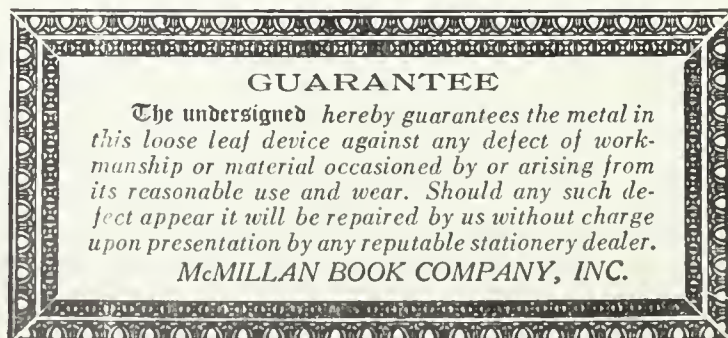 GUARANTEE
The undersigned hereby guarantees the metal in
this loose leaf device against any defect of work-
manship or material occasioned by or arising from
its reasonable use and wear. Should any such de-
fect appear it will be repaired by us without charge
upon presentation by any reputable stationery dealer.
McMILLAN BOOK COMPANY, INC.